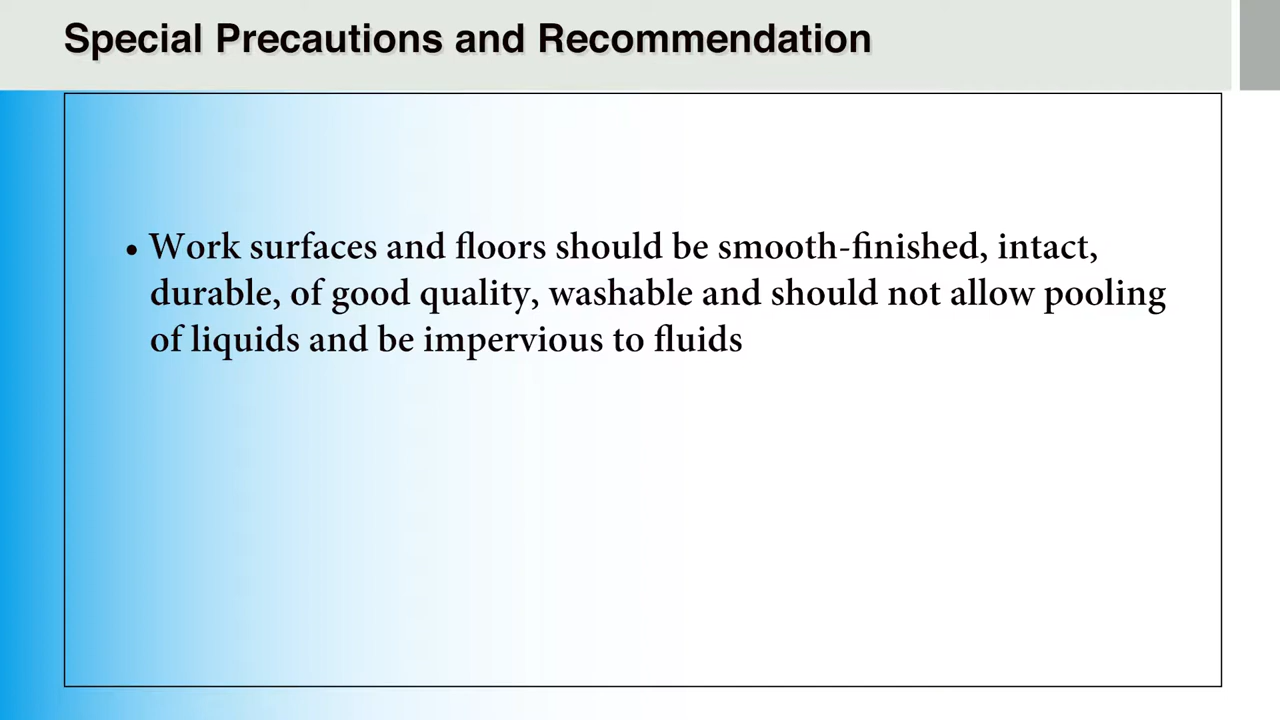 Special Precautions and Recommendation
• Work surfaces and floors should be smooth-finished, intact,
durable, of good quality, washable and should not allow pooling
of liquids and be impervious to fluids